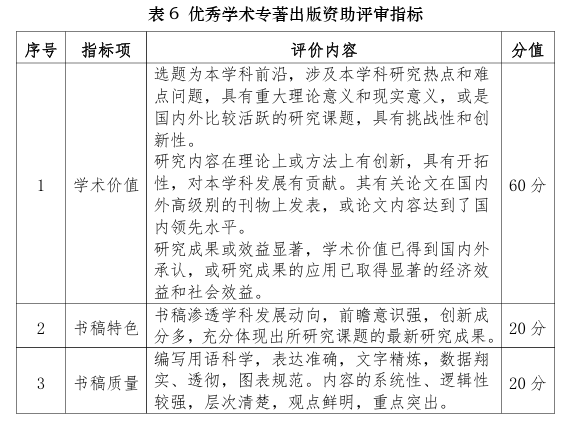 表 6 优秀学术专著出版资助评审指标
序号 指标项 评价内容 分值
选题为本学科前沿，涉及本学科研究热点和难
点问题，具有重大理论意义和现实意义，或是
国内外比较活跃的研究课题，具有挑战性和创
新性。
研究内容在理论上或方法上有创新，具有开拓
性，对本学科发展有贡献。其有关论文在国内
1 学术价值 外高级别的刊物上发表，或论文内容达到了国 60 分
内领先水平。
研究成果或效益显著，学术价值已得到国内外
承认，或研究成果的应用已取得显著的经济效
益和社会效益。
2 书稿特色 书稿渗透学科发展动向，前瞻意识强，创新成 20 分
分多，充分体现出所研究课题的最新研究成果。
编写用语科学，表达准确，文字精炼，数据翔
3 书稿质量 实、透彻，图表规范。内容的系统性、逻辑性 20 分
较强，层次清楚，观点鲜明，重点突出。